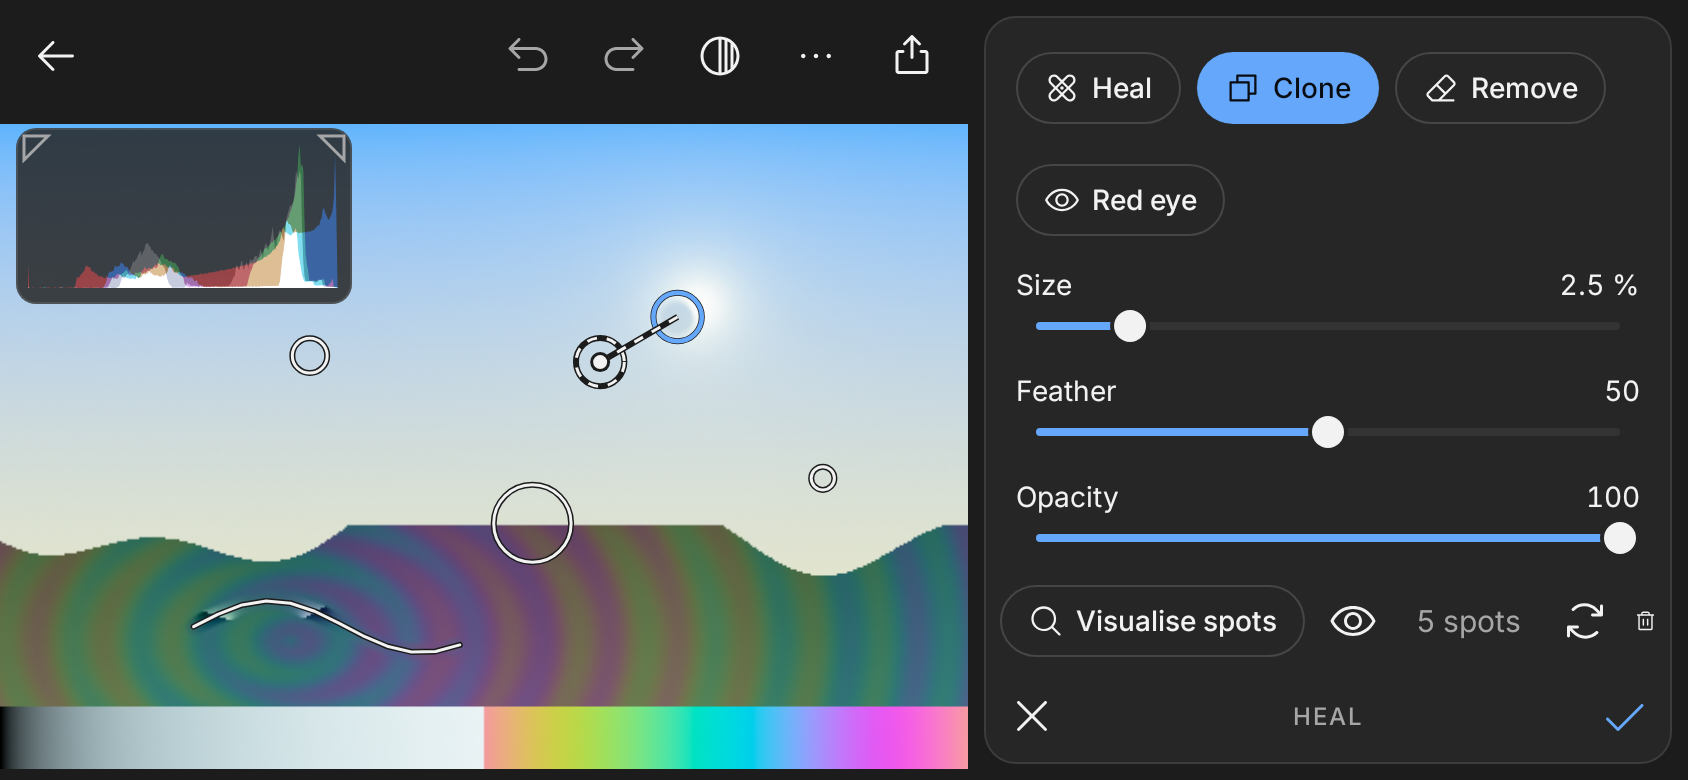 Heal
Clone
Remove
Red eye
Size 2.5 %
Feather 50
Opacity 100
Visualise spots 5 spots
HEAL